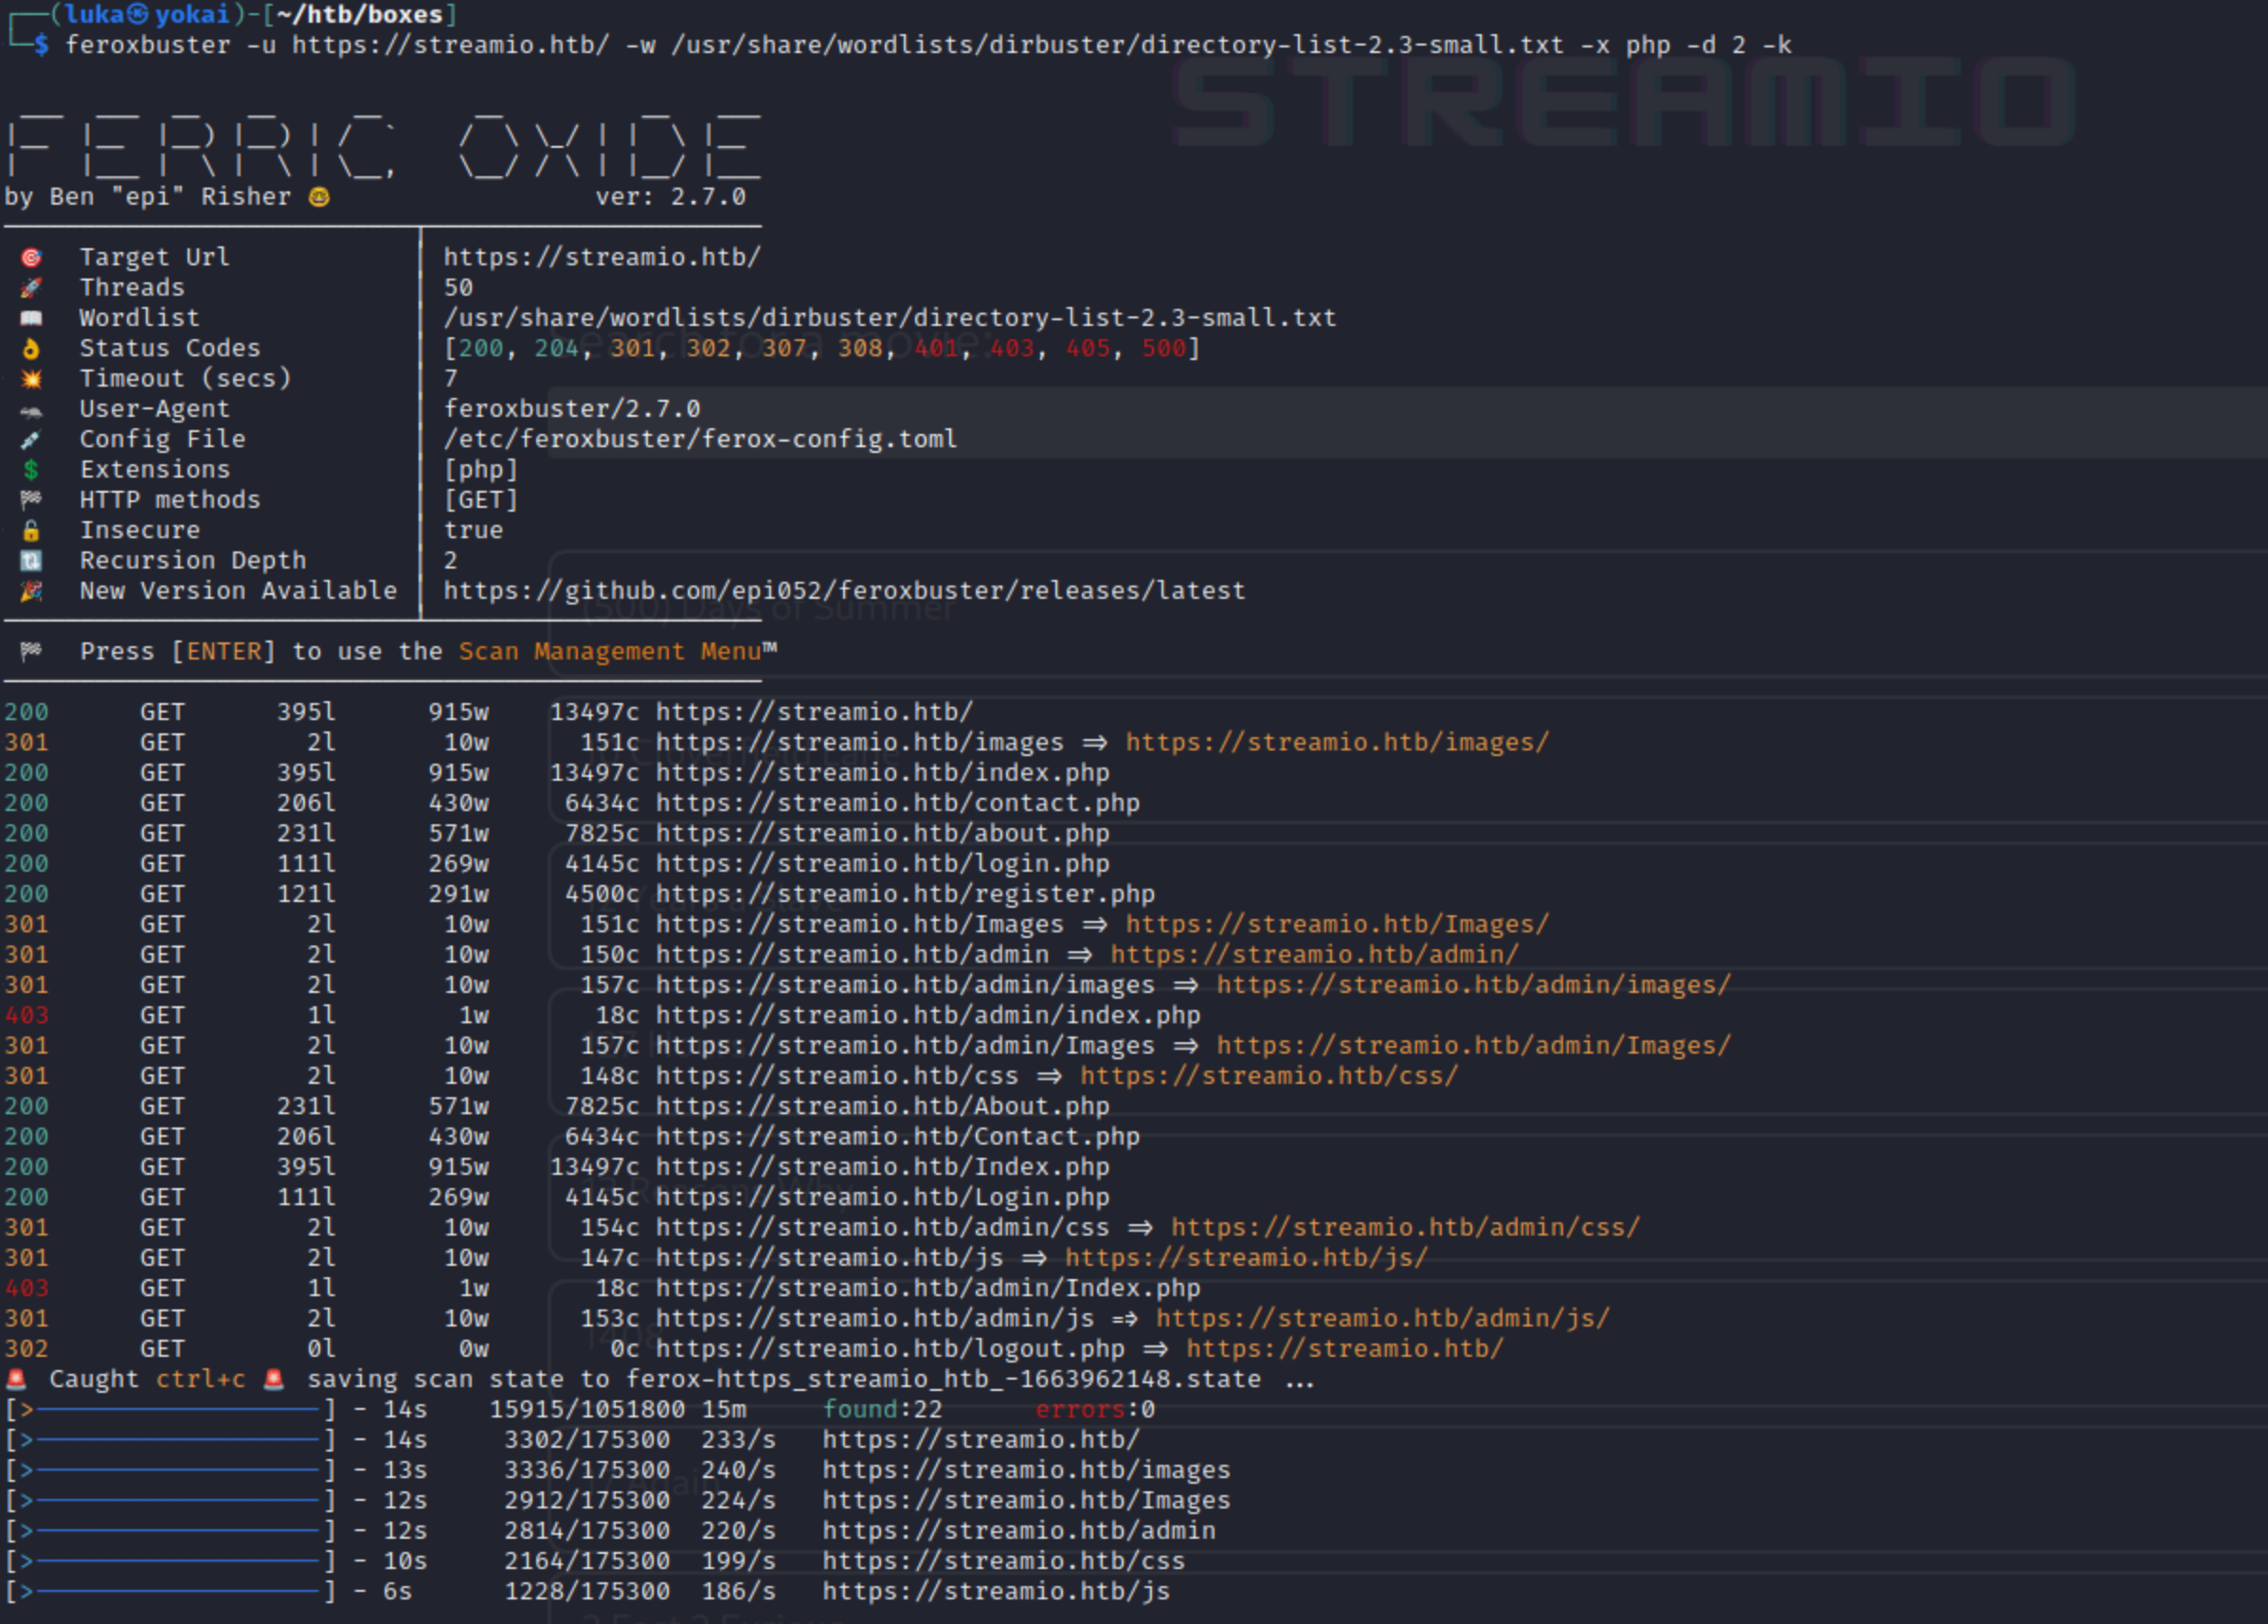 (luka㉿yokai)-[~/htb/boxes]
$ feroxbuster -u https://streamio.htb/ -w /usr/share/wordlists/dirbuster/directory-list-2.3-small.txt -x php -d 2 -k
STREAMIO
FERRIC OXIDE
by Ben "epi" Risher 🤓 ver: 2.7.0
🎯 Target Url │ https://streamio.htb/
🚀 Threads │ 50
📖 Wordlist │ /usr/share/wordlists/dirbuster/directory-list-2.3-small.txt
👌 Status Codes │ [200, 204, 301, 302, 307, 308, 401, 403, 405, 500]
Search for a movie:
💥 Timeout (secs) │ 7
🦡 User-Agent │ feroxbuster/2.7.0
💉 Config File │ /etc/feroxbuster/ferox-config.toml
💲 Extensions │ [php]
🏁 HTTP methods │ [GET]
🔓 Insecure │ true
🔃 Recursion Depth │ 2
🎉 New Version Available │ https://github.com/epi052/feroxbuster/releases/latest
(500) Days of Summer
🏁 Press [ENTER] to use the Scan Management Menu™
200 GET 395l 915w 13497c https://streamio.htb/
301 GET 2l 10w 151c https://streamio.htb/images => https://streamio.htb/images/
200 GET 395l 915w 13497c https://streamio.htb/index.php
200 GET 206l 430w 6434c https://streamio.htb/contact.php
200 GET 231l 571w 7825c https://streamio.htb/about.php
200 GET 111l 269w 4145c https://streamio.htb/login.php
200 GET 121l 291w 4500c https://streamio.htb/register.php
301 GET 2l 10w 151c https://streamio.htb/Images => https://streamio.htb/Images/
301 GET 2l 10w 150c https://streamio.htb/admin => https://streamio.htb/admin/
301 GET 2l 10w 157c https://streamio.htb/admin/images => https://streamio.htb/admin/images/
403 GET 1l 1w 18c https://streamio.htb/admin/index.php
301 GET 2l 10w 157c https://streamio.htb/admin/Images => https://streamio.htb/admin/Images/
301 GET 2l 10w 148c https://streamio.htb/css => https://streamio.htb/css/
200 GET 231l 571w 7825c https://streamio.htb/About.php
200 GET 206l 430w 6434c https://streamio.htb/Contact.php
200 GET 395l 915w 13497c https://streamio.htb/Index.php
200 GET 111l 269w 4145c https://streamio.htb/Login.php
301 GET 2l 10w 154c https://streamio.htb/admin/css => https://streamio.htb/admin/css/
301 GET 2l 10w 147c https://streamio.htb/js => https://streamio.htb/js/
403 GET 1l 1w 18c https://streamio.htb/admin/Index.php
301 GET 2l 10w 153c https://streamio.htb/admin/js => https://streamio.htb/admin/js/
1408
302 GET 0l 0w 0c https://streamio.htb/logout.php => https://streamio.htb/
🚨 Caught ctrl+c 🚨 saving scan state to ferox-https_streamio_htb_-1663962148.state ...
[>-------------------] - 14s 15915/1051800 15m found:22 errors:0
[>-------------------] - 14s 3302/175300 233/s https://streamio.htb/
[>-------------------] - 13s 3336/175300 240/s https://streamio.htb/images
[>-------------------] - 12s 2912/175300 224/s https://streamio.htb/Images
[>-------------------] - 12s 2814/175300 220/s https://streamio.htb/admin
[>-------------------] - 10s 2164/175300 199/s https://streamio.htb/css
[>-------------------] - 6s 1228/175300 186/s https://streamio.htb/js